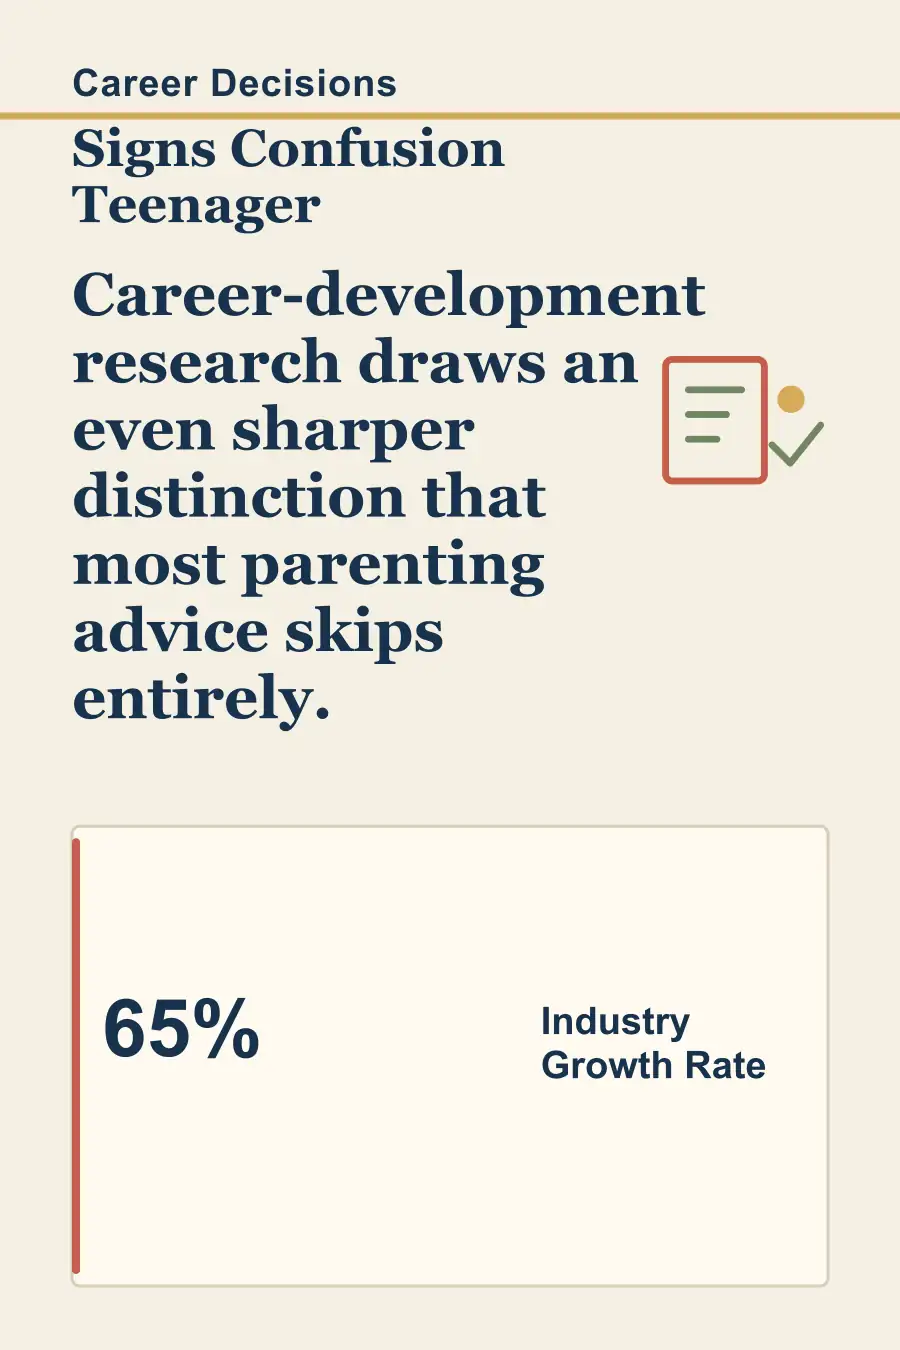 Career Decisions
Signs Confusion
Teenager
Career-development
research draws an
even sharper
distinction that
most parenting
advice skips
entirely.
65%
Industry
Growth Rate